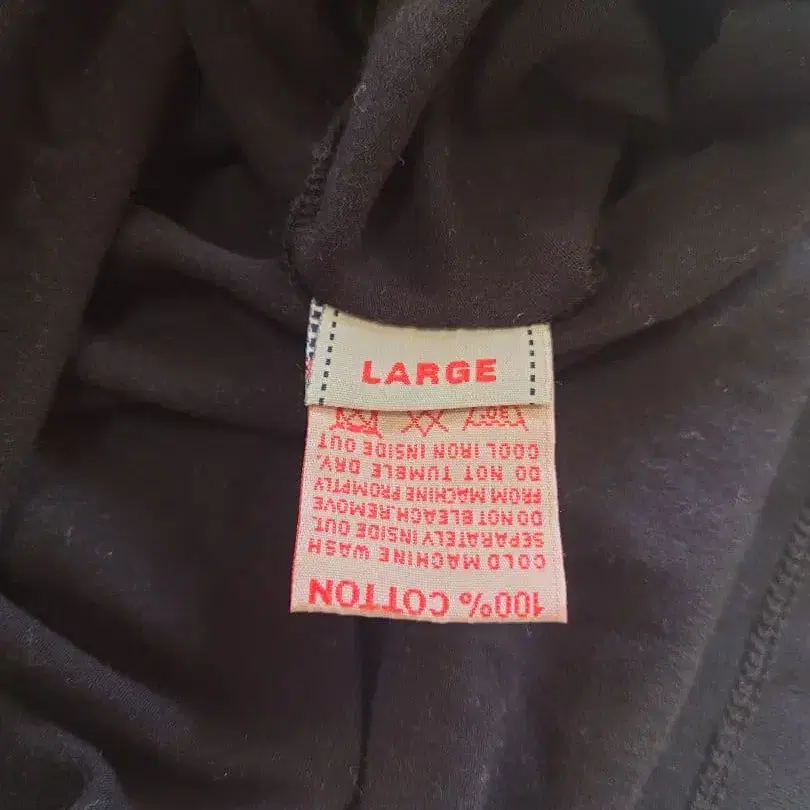 LARGE
100% COTTON
COLD MACHINE WASH
SEPARATELY INSIDE OUT.
DO NOT BLEACH.REMOVE
FROM MACHINE PROMPTLY
DO NOT TUMBLE DRY.
COOL IRON INSIDE OUT
30°